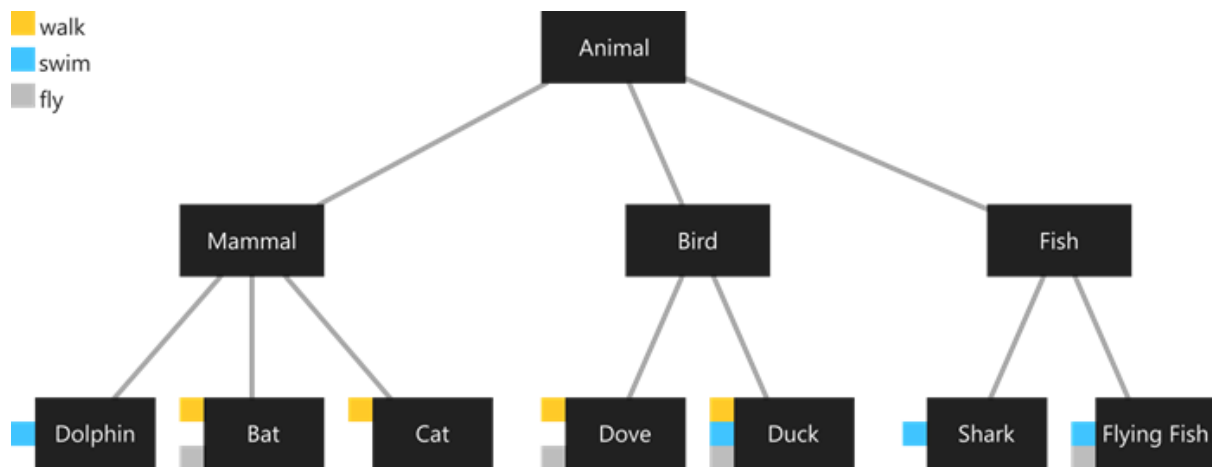 walk
swim
fly
Animal
Mammal
Bird
Fish
Dolphin
Bat
Cat
Dove
Duck
Shark
Flying Fish